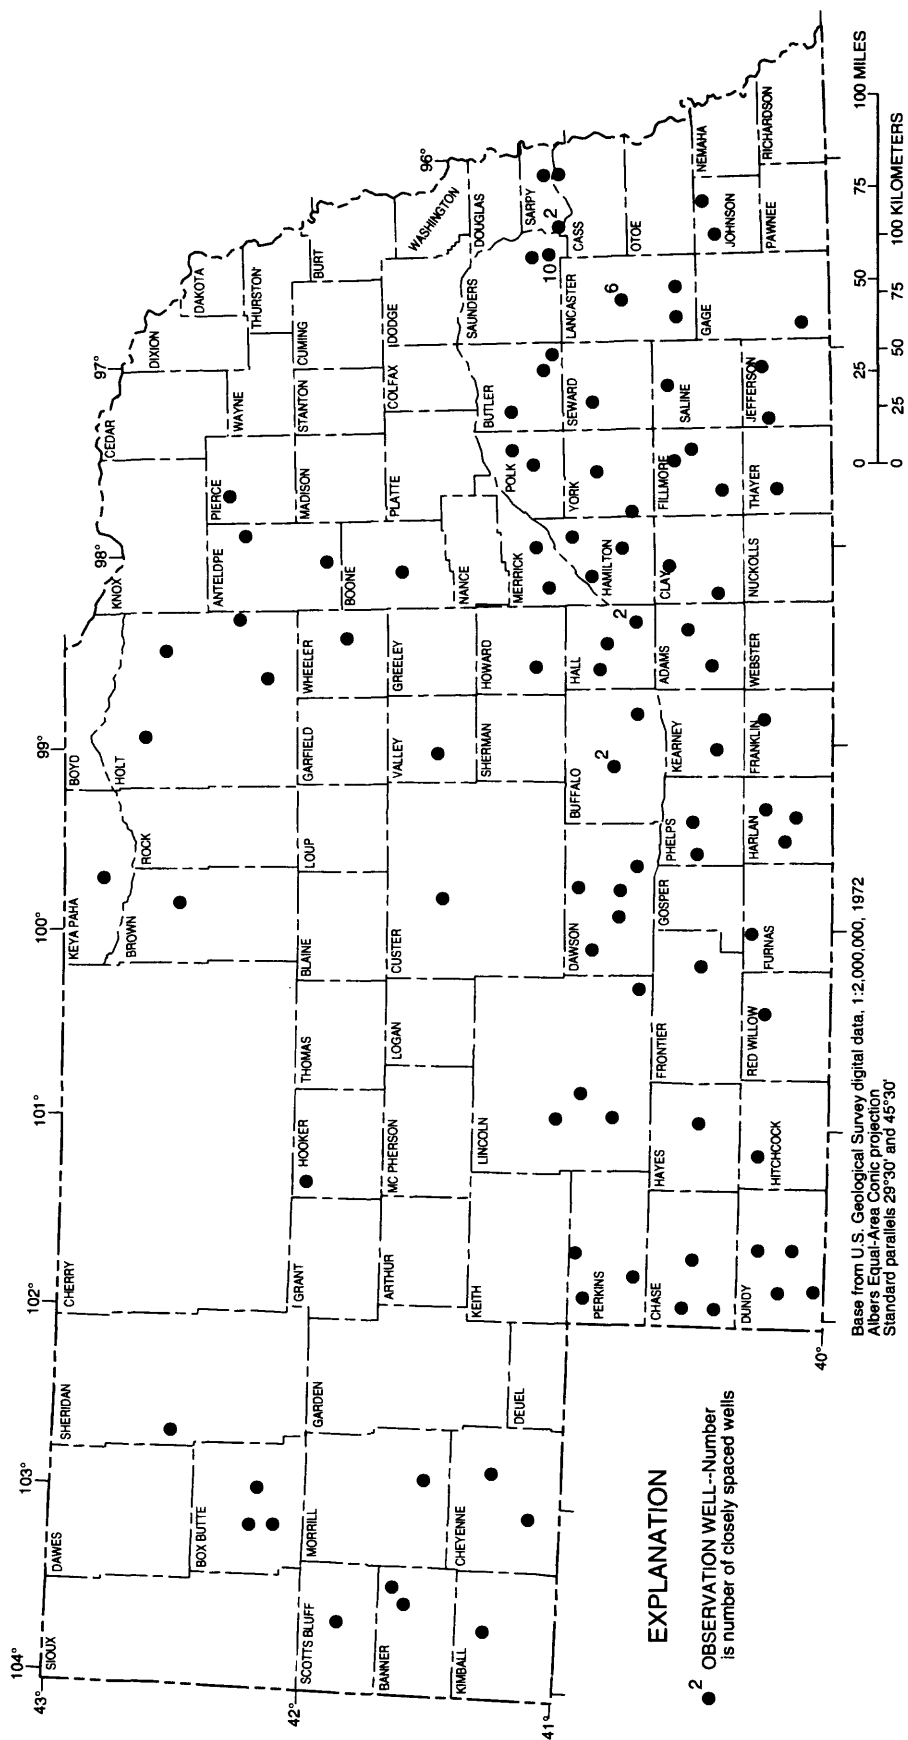 104°
103°
102°
101°
100°
99°
98°
97°
96°
43°
42°
41°
40°
SIOUX
DAWES
SHERIDAN
CHERRY
KEYA PAHA
BOYD
BROWN
ROCK
HOLT
KNOX
CEDAR
DIXION
DAKOTA
BOX BUTTE
ANTELOPE
PIERCE
WAYNE
THURSTON
SCOTTS BLUFF
MORRILL
GARDEN
GRANT
HOOKER
THOMAS
BLAINE
LOUP
GARFIELD
WHEELER
BOONE
MADISON
STANTON
CUMING
BURT
BANNER
ARTHUR
MC PHERSON
LOGAN
CUSTER
VALLEY
GREELEY
NANCE
PLATTE
COLFAX
DODGE
WASHINGTON
KIMBALL
CHEYENNE
DEUEL
KEITH
LINCOLN
SHERMAN
HOWARD
MERRICK
POLK
BUTLER
SAUNDERS
DOUGLAS
SARPY
PERKINS
DAWSON
BUFFALO
2
HALL
2
HAMILTON
YORK
SEWARD
LANCASTER
6
10
2
CASS
OTOE
CHASE
HAYES
FRONTIER
GOSPER
PHELPS
KEARNEY
ADAMS
CLAY
FILLMORE
SALINE
GAGE
JOHNSON
NEMAHA
DUNDY
HITCHCOCK
RED WILLOW
FURNAS
HARLAN
FRANKLIN
WEBSTER
NUCKOLLS
THAYER
JEFFERSON
PAWNEE
RICHARDSON
EXPLANATION
2 OBSERVATION WELL--Number
is number of closely spaced wells
Base from U.S. Geological Survey digital data, 1:2,000,000, 1972
Albers Equal-Area Conic projection
Standard parallels 29°30' and 45°30'
0 25 50 75 100 MILES
0 25 50 75 100 KILOMETERS